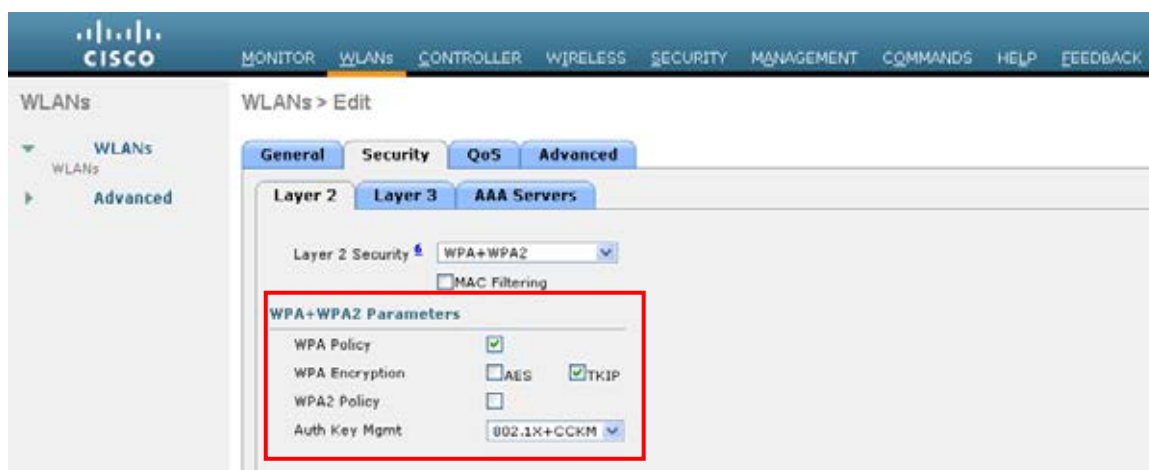 CISCO
MONITOR WLANs CONTROLLER WIRELESS SECURITY MANAGEMENT COMMANDS HELP FEEDBACK
WLANs
WLANs > Edit
WLANs
WLANs
Advanced
General Security QoS Advanced
Layer 2 Layer 3 AAA Servers
Layer 2 Security 6 WPA+WPA2
MAC Filtering
WPA+WPA2 Parameters
WPA Policy
WPA Encryption AES TKIP
WPA2 Policy
Auth Key Mgmt 802.1X+CCKM